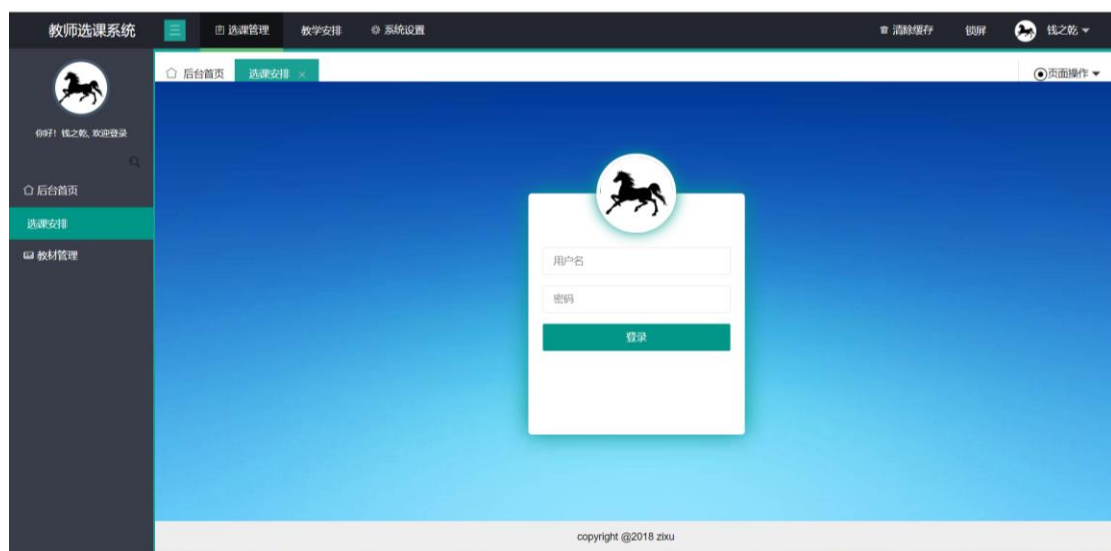 教师选课系统 选课管理 教学安排 系统设置 清除缓存 锁屏 钱之乾
后台首页 选课安排 页面操作
你好！钱之乾, 欢迎登录
后台首页
选课安排
教材管理
用户名
密码
登录
copyright @2018 zixu